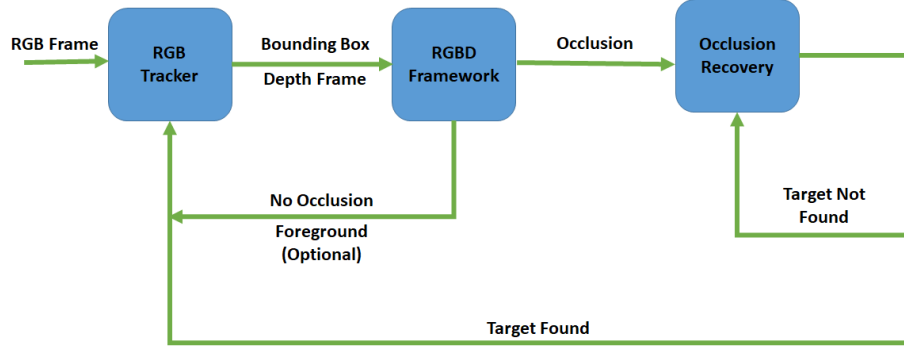 RGB Frame
RGB
Tracker
Bounding Box
Depth Frame
RGBD
Framework
Occlusion
Occlusion
Recovery
No Occlusion
Foreground
(Optional)
Target Not
Found
Target Found